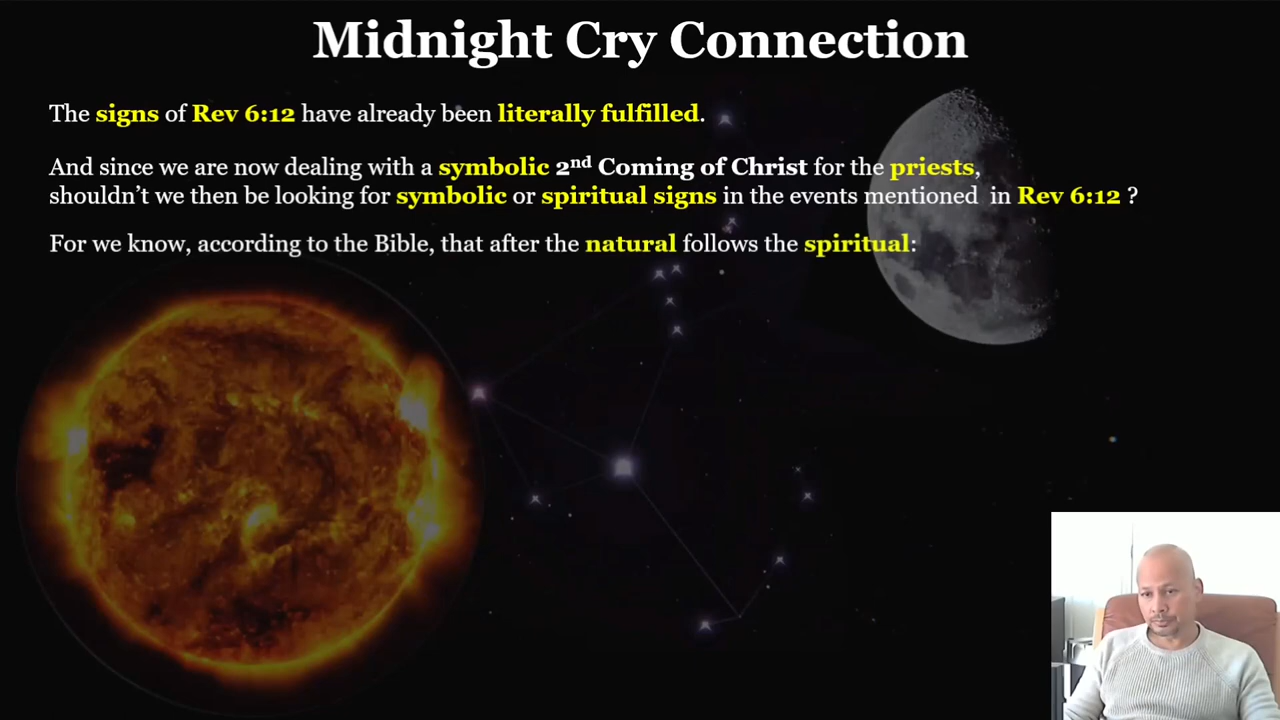 Midnight Cry Connection
The signs of Rev 6:12 have already been literally fulfilled.
And since we are now dealing with a symbolic 2nd Coming of Christ for the priests,
shouldn’t we then be looking for symbolic or spiritual signs in the events mentioned in Rev 6:12 ?
For we know, according to the Bible, that after the natural follows the spiritual: